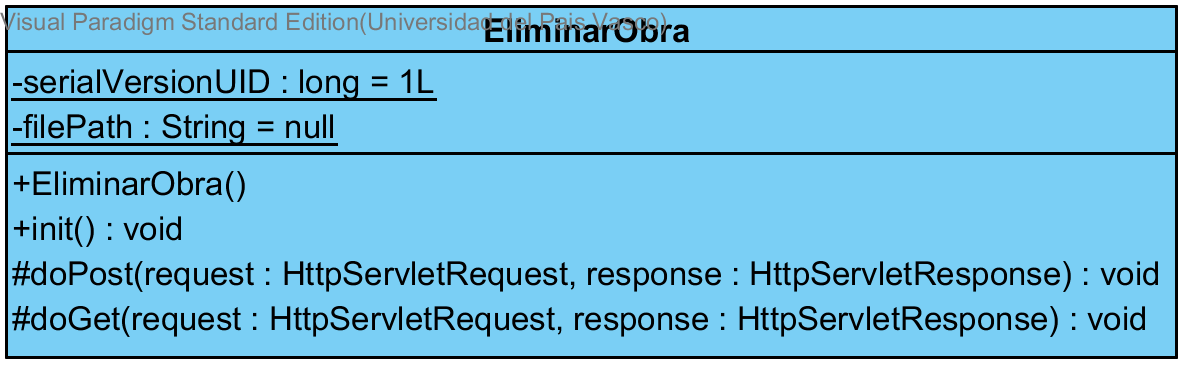 Visual Paradigm Standard Edition(Universidad del Pais Vasco)
EliminarObra
-serialVersionUID : long = 1L
-filePath : String = null
+EliminarObra()
+init() : void
#doPost(request : HttpServletRequest, response : HttpServletResponse) : void
#doGet(request : HttpServletRequest, response : HttpServletResponse) : void